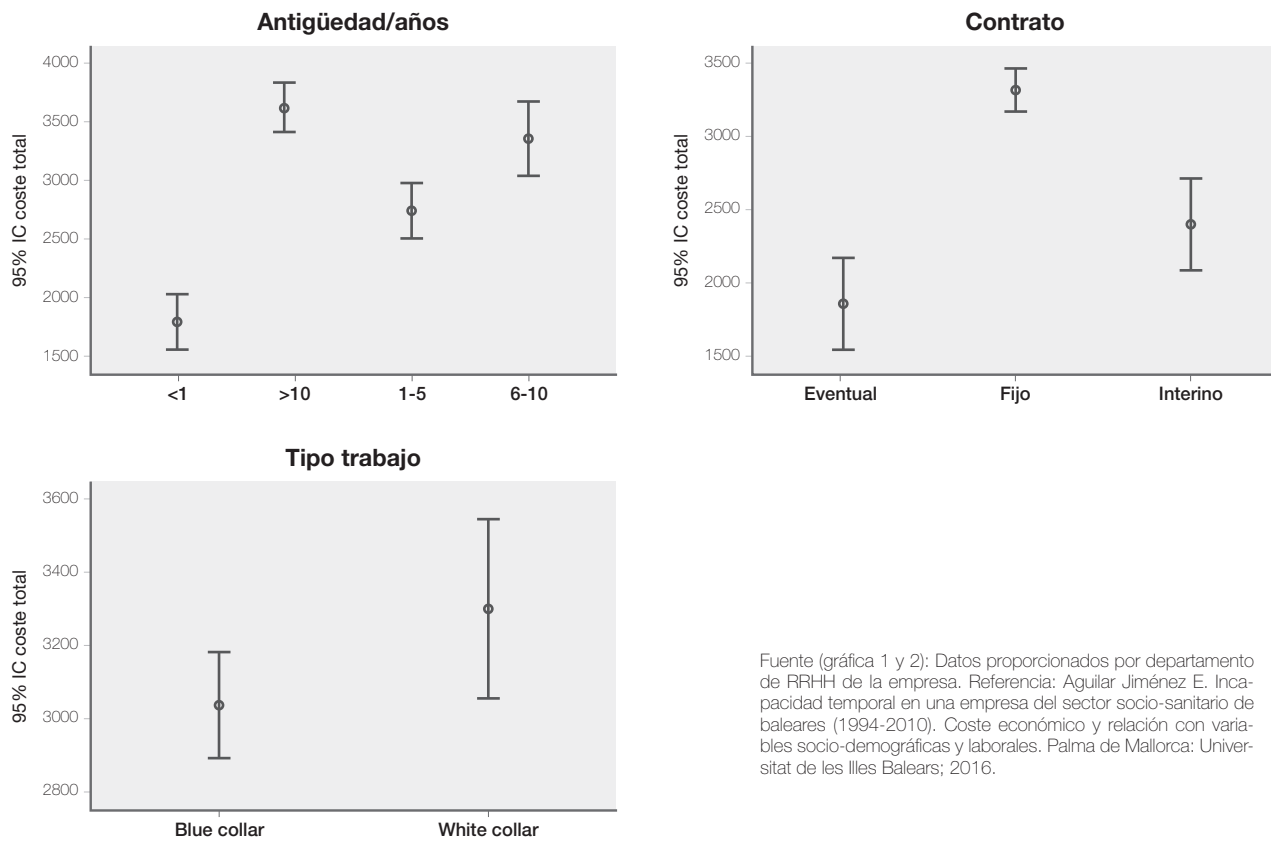 Antigüedad/años
95% IC coste total
4000
3500
3000
2500
2000
1500
<1
>10
1-5
6-10
Contrato
95% IC coste total
3500
3000
2500
2000
1500
Eventual
Fijo
Interino
Tipo trabajo
95% IC coste total
3600
3400
3200
3000
2800
Blue collar
White collar
Fuente (gráfica 1 y 2): Datos proporcionados por departamento
de RRHH de la empresa. Referencia: Aguilar Jiménez E. Inca-
pacidad temporal en una empresa del sector socio-sanitario de
baleares (1994-2010). Coste económico y relación con varia-
bles socio-demográficas y laborales. Palma de Mallorca: Univer-
sitat de les Illes Balears; 2016.